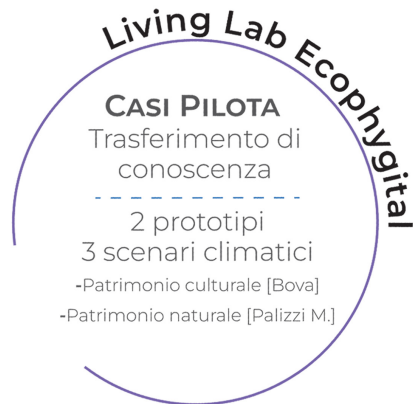 Living Lab Ecophygital
CASI PILOTA
Trasferimento di
conoscenza
2 prototipi
3 scenari climatici
-Patrimonio culturale [Bova]
-Patrimonio naturale [Palizzi M.]